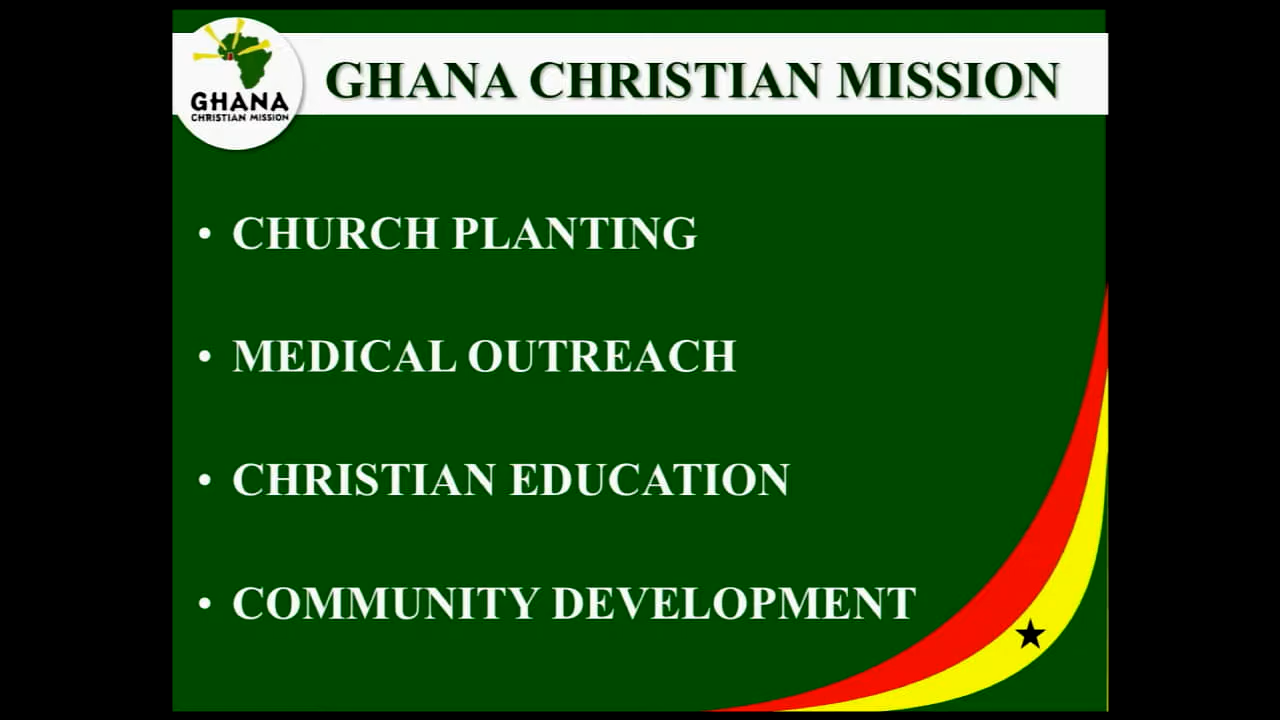 GHANA
CHRISTIAN MISSION
GHANA CHRISTIAN MISSION
• CHURCH PLANTING
• MEDICAL OUTREACH
• CHRISTIAN EDUCATION
• COMMUNITY DEVELOPMENT